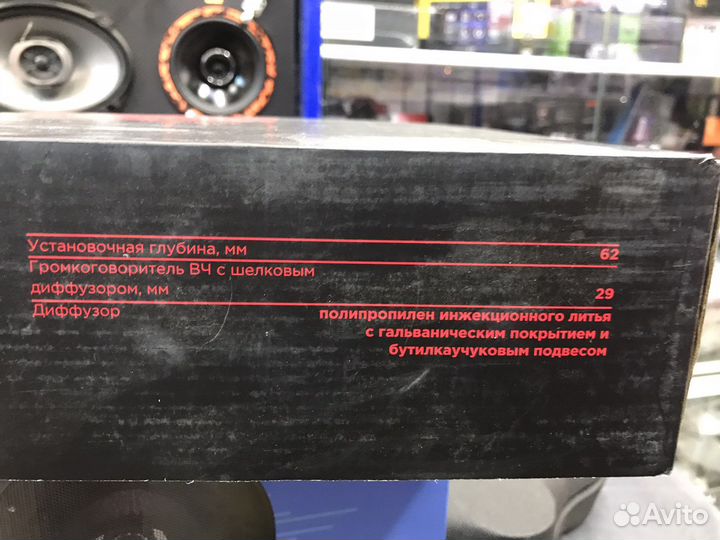 Установочная глубина, мм 62
Громкоговоритель ВЧ с шелковым
диффузором, мм 29
Диффузор полипропилен инжекционного литья
с гальваническим покрытием и
бутилкаучуковым подвесом
Avito